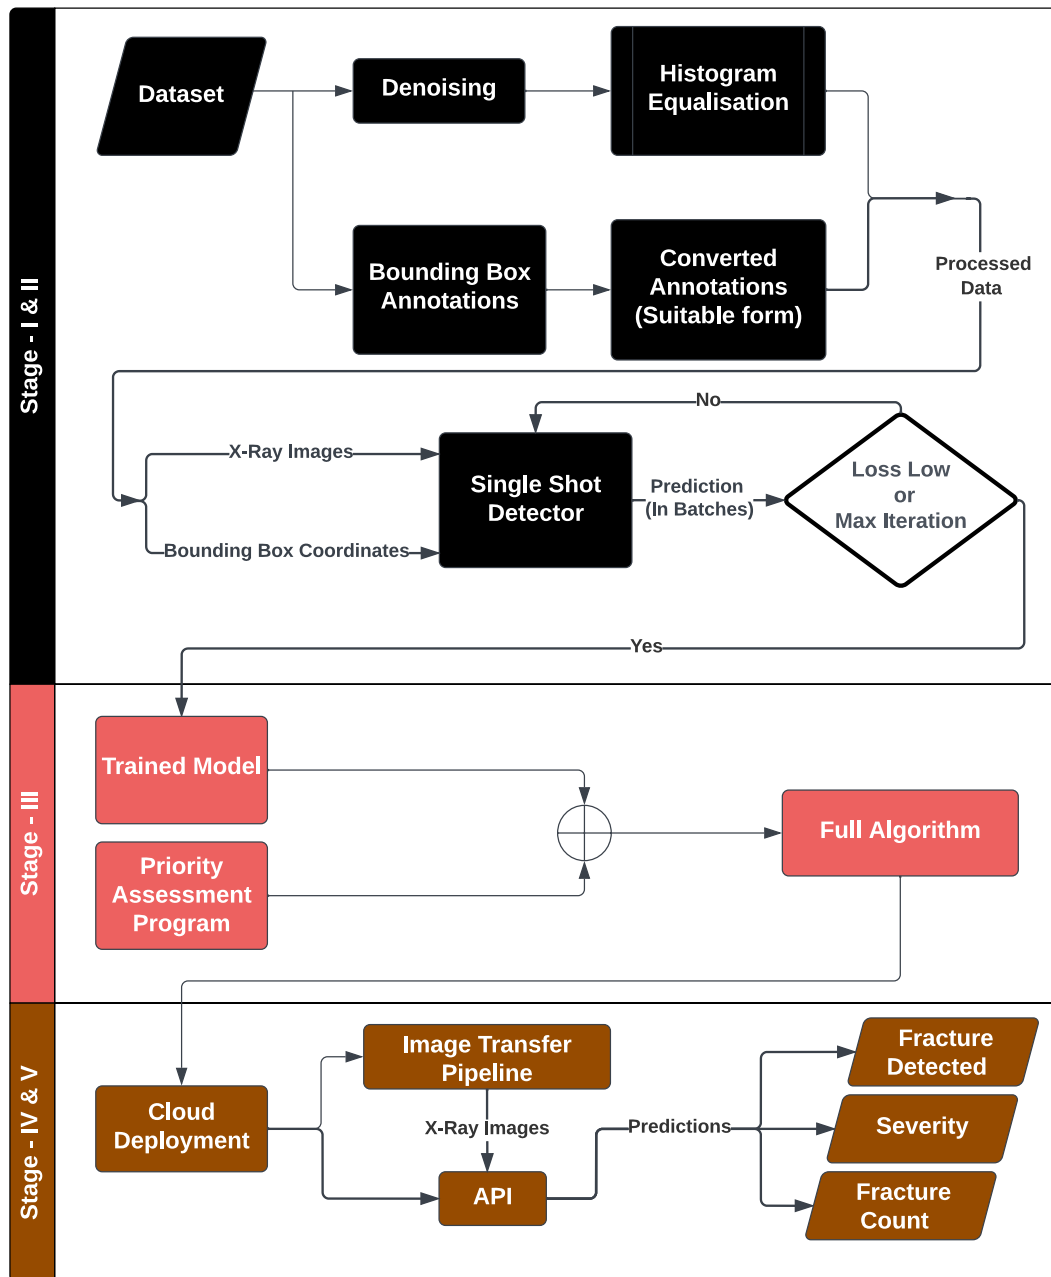 Stage - I & II
Dataset
Denoising
Histogram
Equalisation
Bounding Box
Annotations
Converted
Annotations
(Suitable form)
Processed
Data
No
X-Ray Images
Single Shot
Detector
Prediction
(In Batches)
Loss Low
or
Max Iteration
Bounding Box Coordinates
Yes
Stage - III
Trained Model
Priority
Assessment
Program
Full Algorithm
Stage - IV & V
Cloud
Deployment
Image Transfer
Pipeline
X-Ray Images
API
Predictions
Fracture
Detected
Severity
Fracture
Count